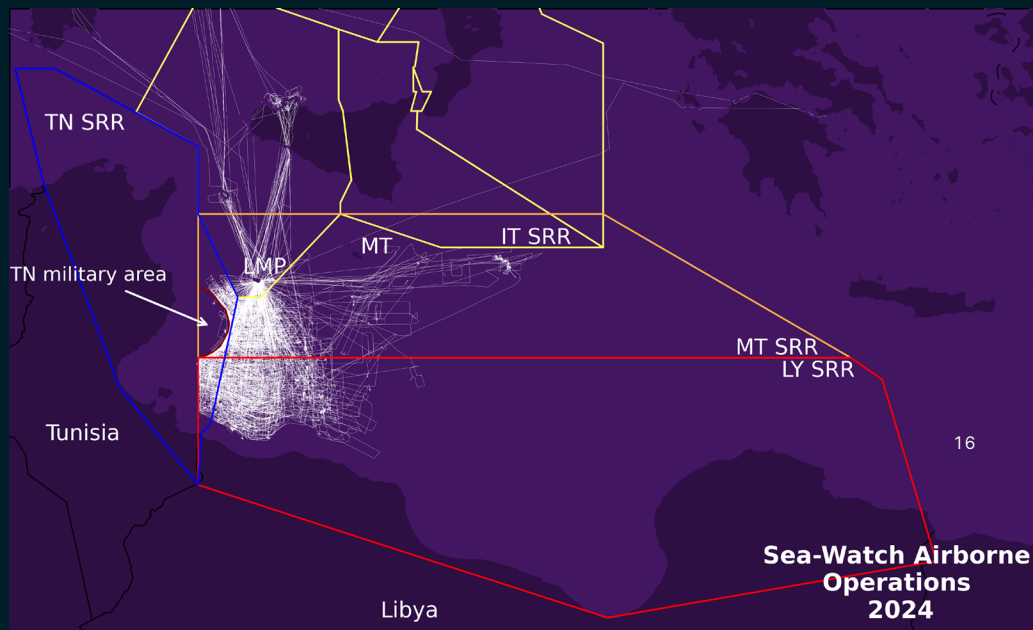 TN SRR
IT SRR
MT
LMP
TN military area
MT SRR
LY SRR
Tunisia
16
Sea-Watch Airborne
Operations
2024
Libya